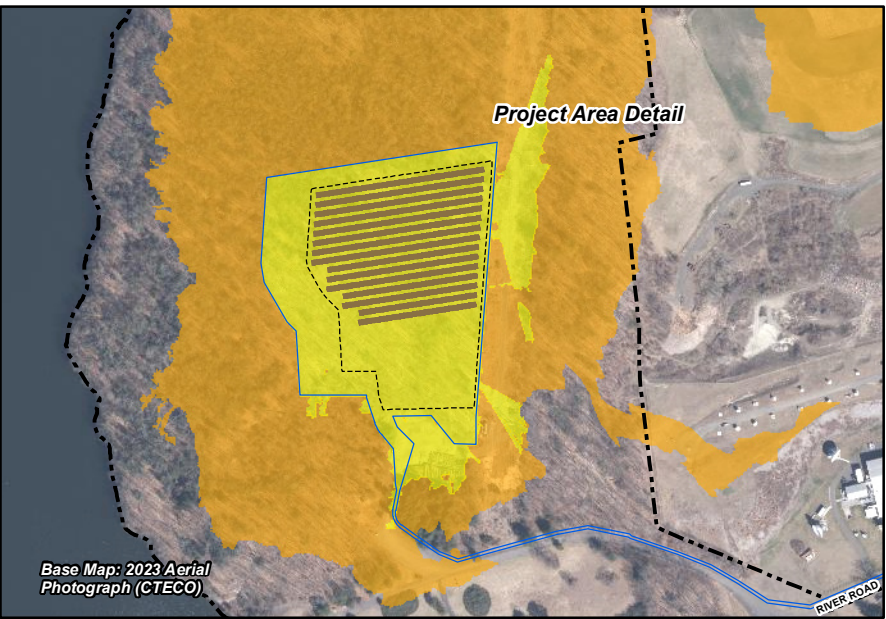 Project Area Detail
Base Map: 2023 Aerial
Photograph (CTECO)
RIVER ROAD